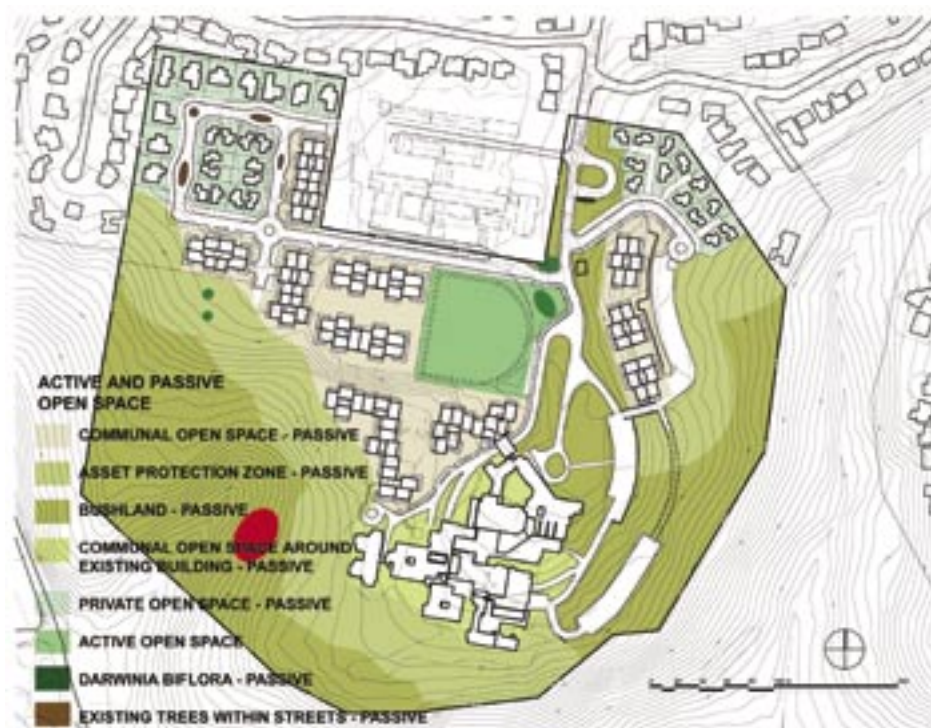 ACTIVE AND PASSIVE
OPEN SPACE
COMMUNAL OPEN SPACE - PASSIVE
ASSET PROTECTION ZONE - PASSIVE
BUSHLAND - PASSIVE
COMMUNAL OPEN SPACE AROUND
EXISTING BUILDING - PASSIVE
PRIVATE OPEN SPACE - PASSIVE
ACTIVE OPEN SPACE
DARWINIA BIFLORA - PASSIVE
EXISTING TREES WITHIN STREETS - PASSIVE